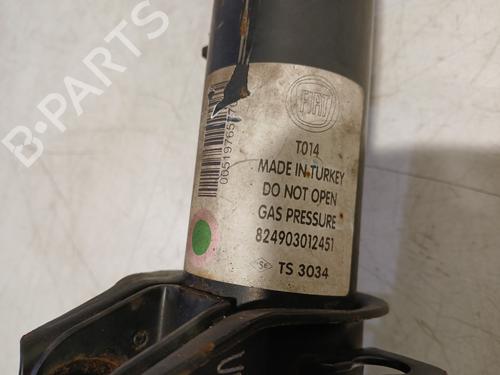 B-PARTS
FIAT
T014
MADE IN TURKEY
DO NOT OPEN
GAS PRESSURE
824903012451
TS 3034